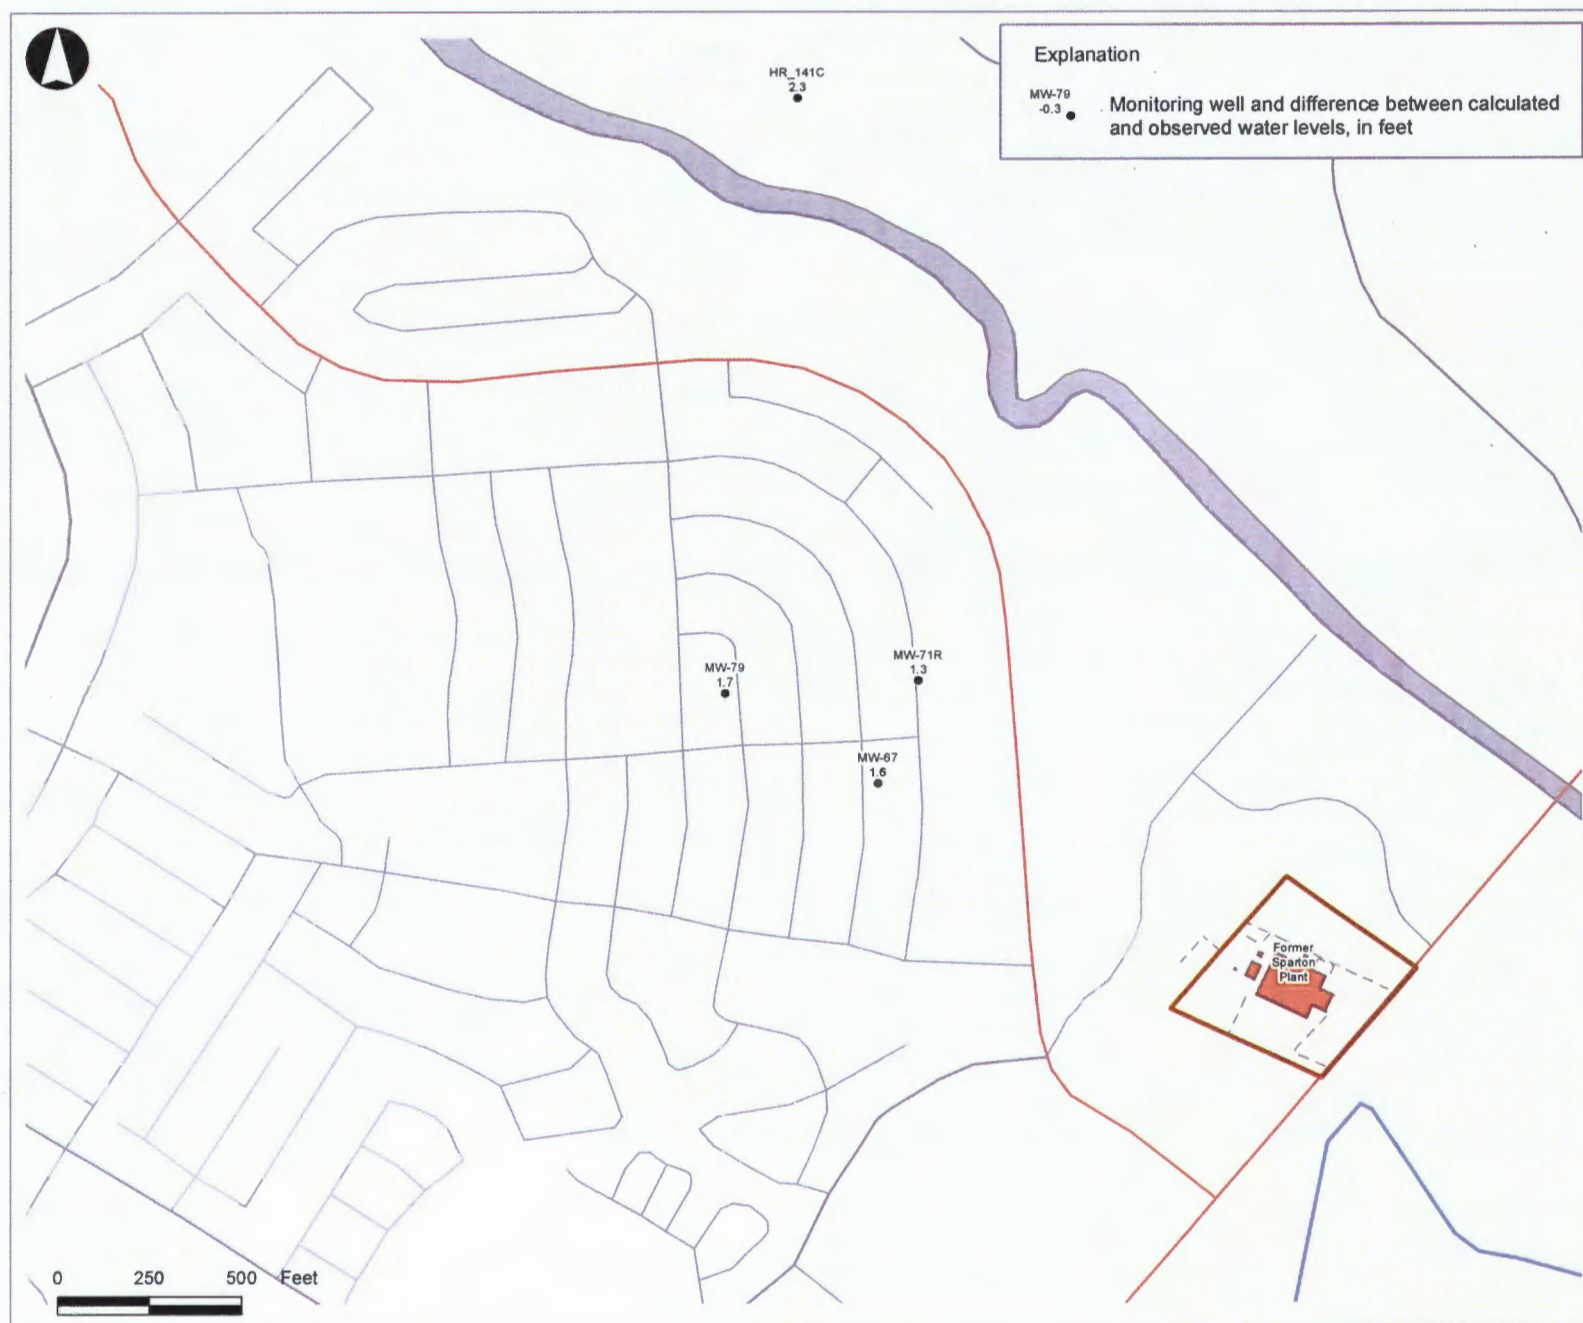 Explanation
MW-79
-0.3
Monitoring well and difference between calculated
and observed water levels, in feet
HR_141C
2.3
MW-79
1.7
MW-71R
1.3
MW-67
1.6
Former
Sparton
Plant
0 250 500 Feet